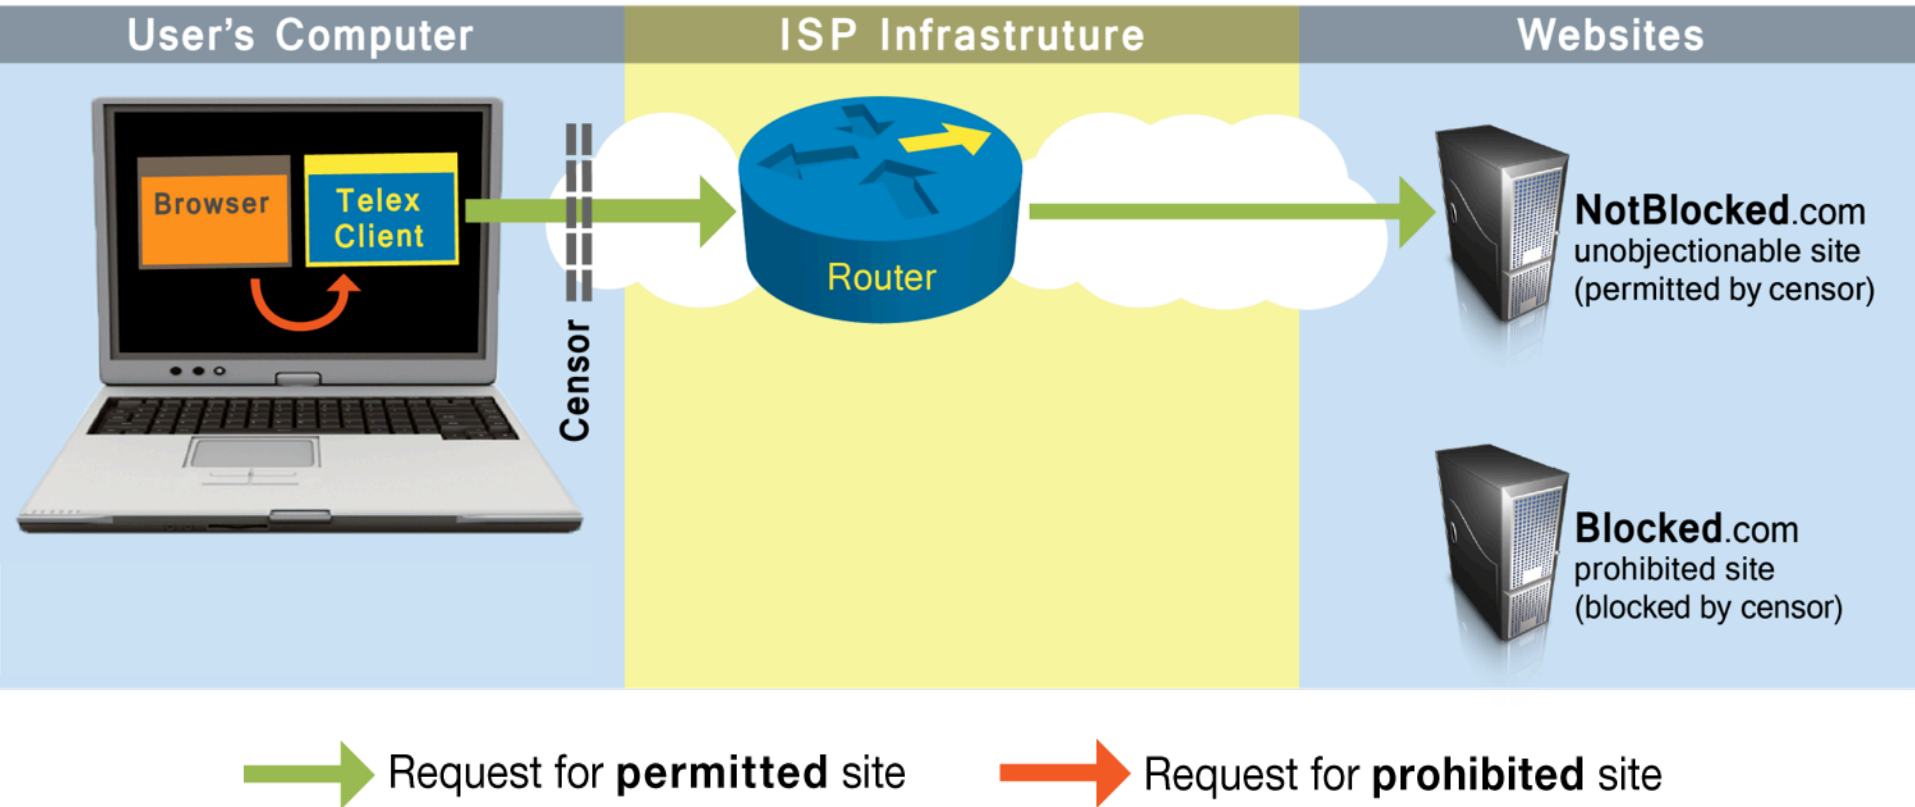 User's Computer
ISP Infrastruture
Websites
Browser
Telex
Client
Censor
Router
NotBlocked.com
unobjectionable site
(permitted by censor)
Blocked.com
prohibited site
(blocked by censor)
Request for permitted site
Request for prohibited site